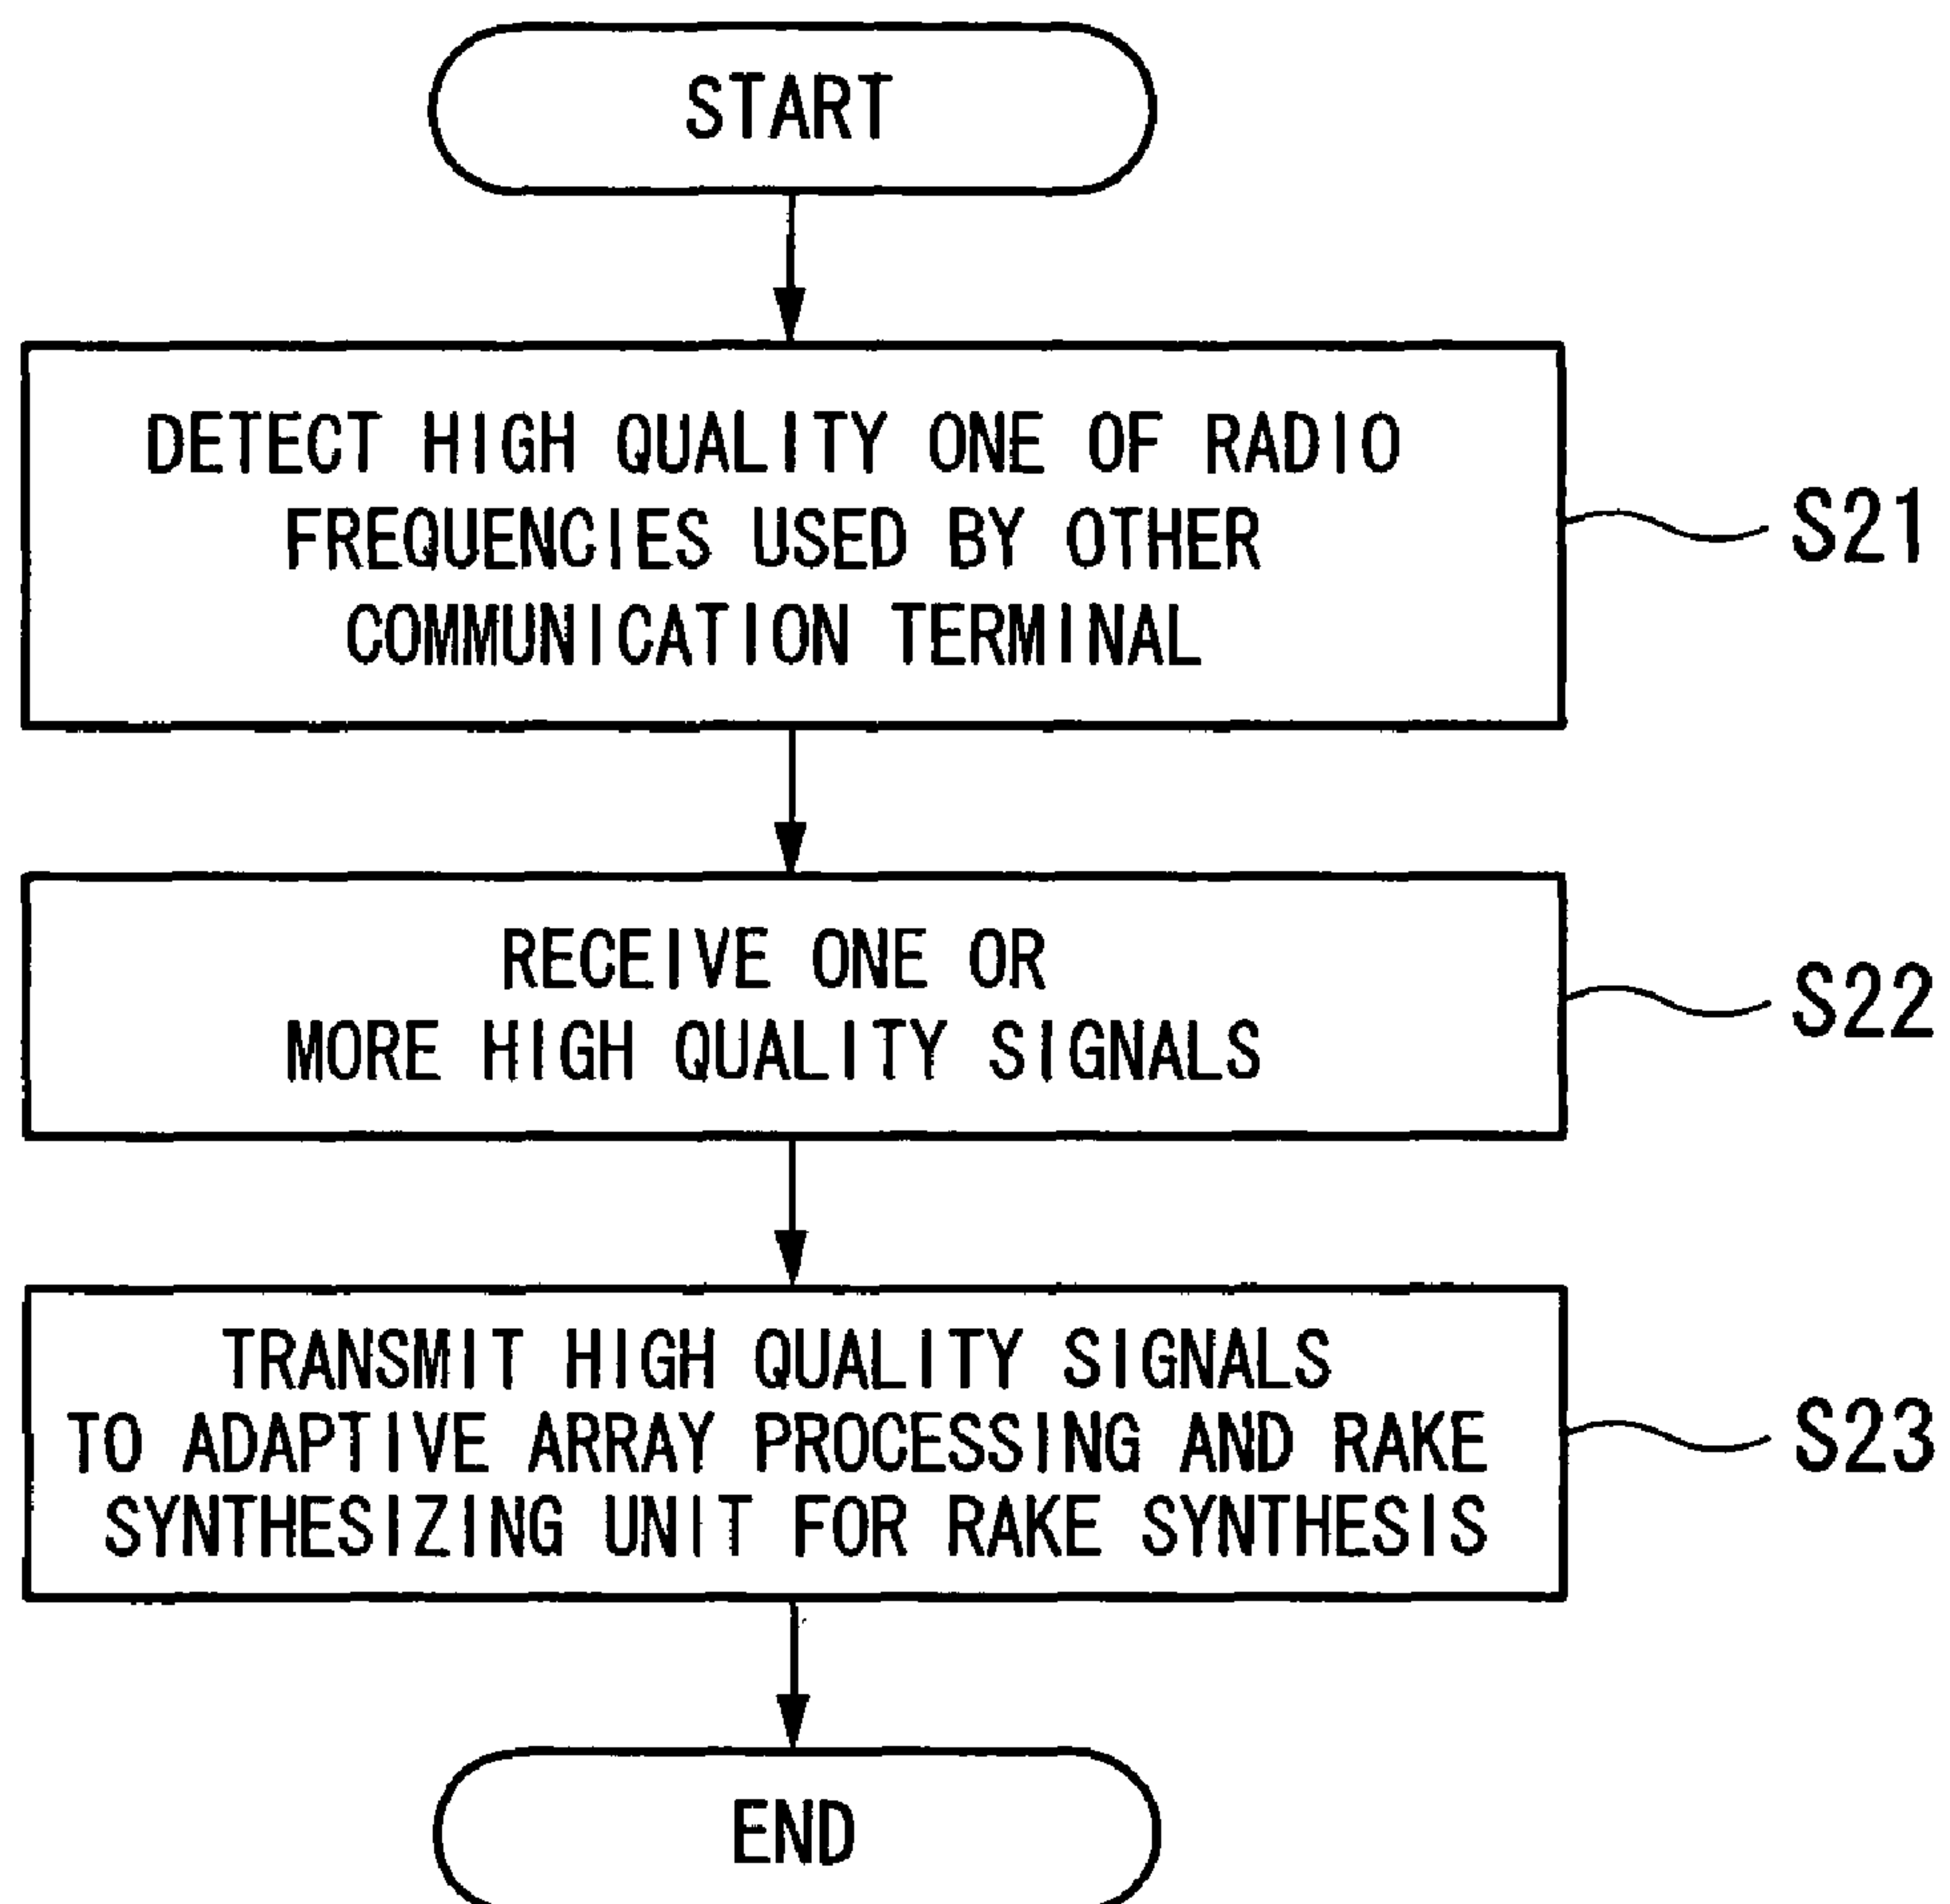 START
DETECT HIGH QUALITY ONE OF RADIO
FREQUENCIES USED BY OTHER
COMMUNICATION TERMINAL
S21
RECEIVE ONE OR
MORE HIGH QUALITY SIGNALS
S22
TRANSMIT HIGH QUALITY SIGNALS
TO ADAPTIVE ARRAY PROCESSING AND RAKE
SYNTHESIZING UNIT FOR RAKE SYNTHESIS
S23
END